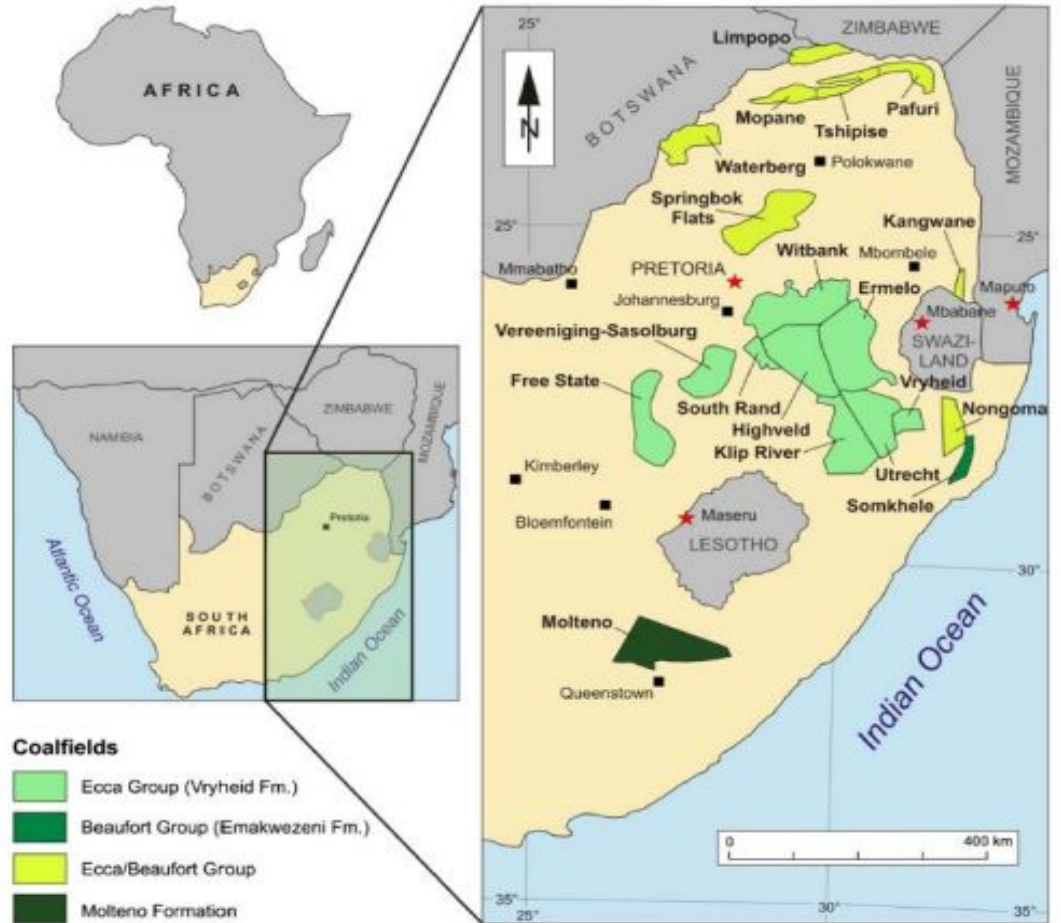 AFRICA
NAMIBIA
BOTSWANA
ZIMBABWE
MOZAMBIQUE
Pretoria
Atlantic Ocean
SOUTH
AFRICA
Indian Ocean
Coalfields
Ecca Group (Vryheid Fm.)
Beaufort Group (Emakwezeni Fm.)
Ecca/Beaufort Group
Molteno Formation
25°
30°
ZIMBABWE
Limpopo
BOTSWANA
N
MOZAMBIQUE
Pafuri
Mopane
Tshipise
Waterberg
Polokwane
Springbok
Flats
25°
Kangwane
25°
Witbank
Mbombele
PRETORIA
Mmabatho
Ermelo
Maputo
Johannesburg
Mbabane
Vereeniging-Sasolburg
SWAZI-
LAND
Vryheid
Free State
South Rand
Nongoma
Highveld
Klip River
Kimberley
Utrecht
Somkhele
Bloemfontein
Maseru
LESOTHO
30°
Molteno
Queenstown
Indian Ocean
0
400 km
35°
25°
30°
35°